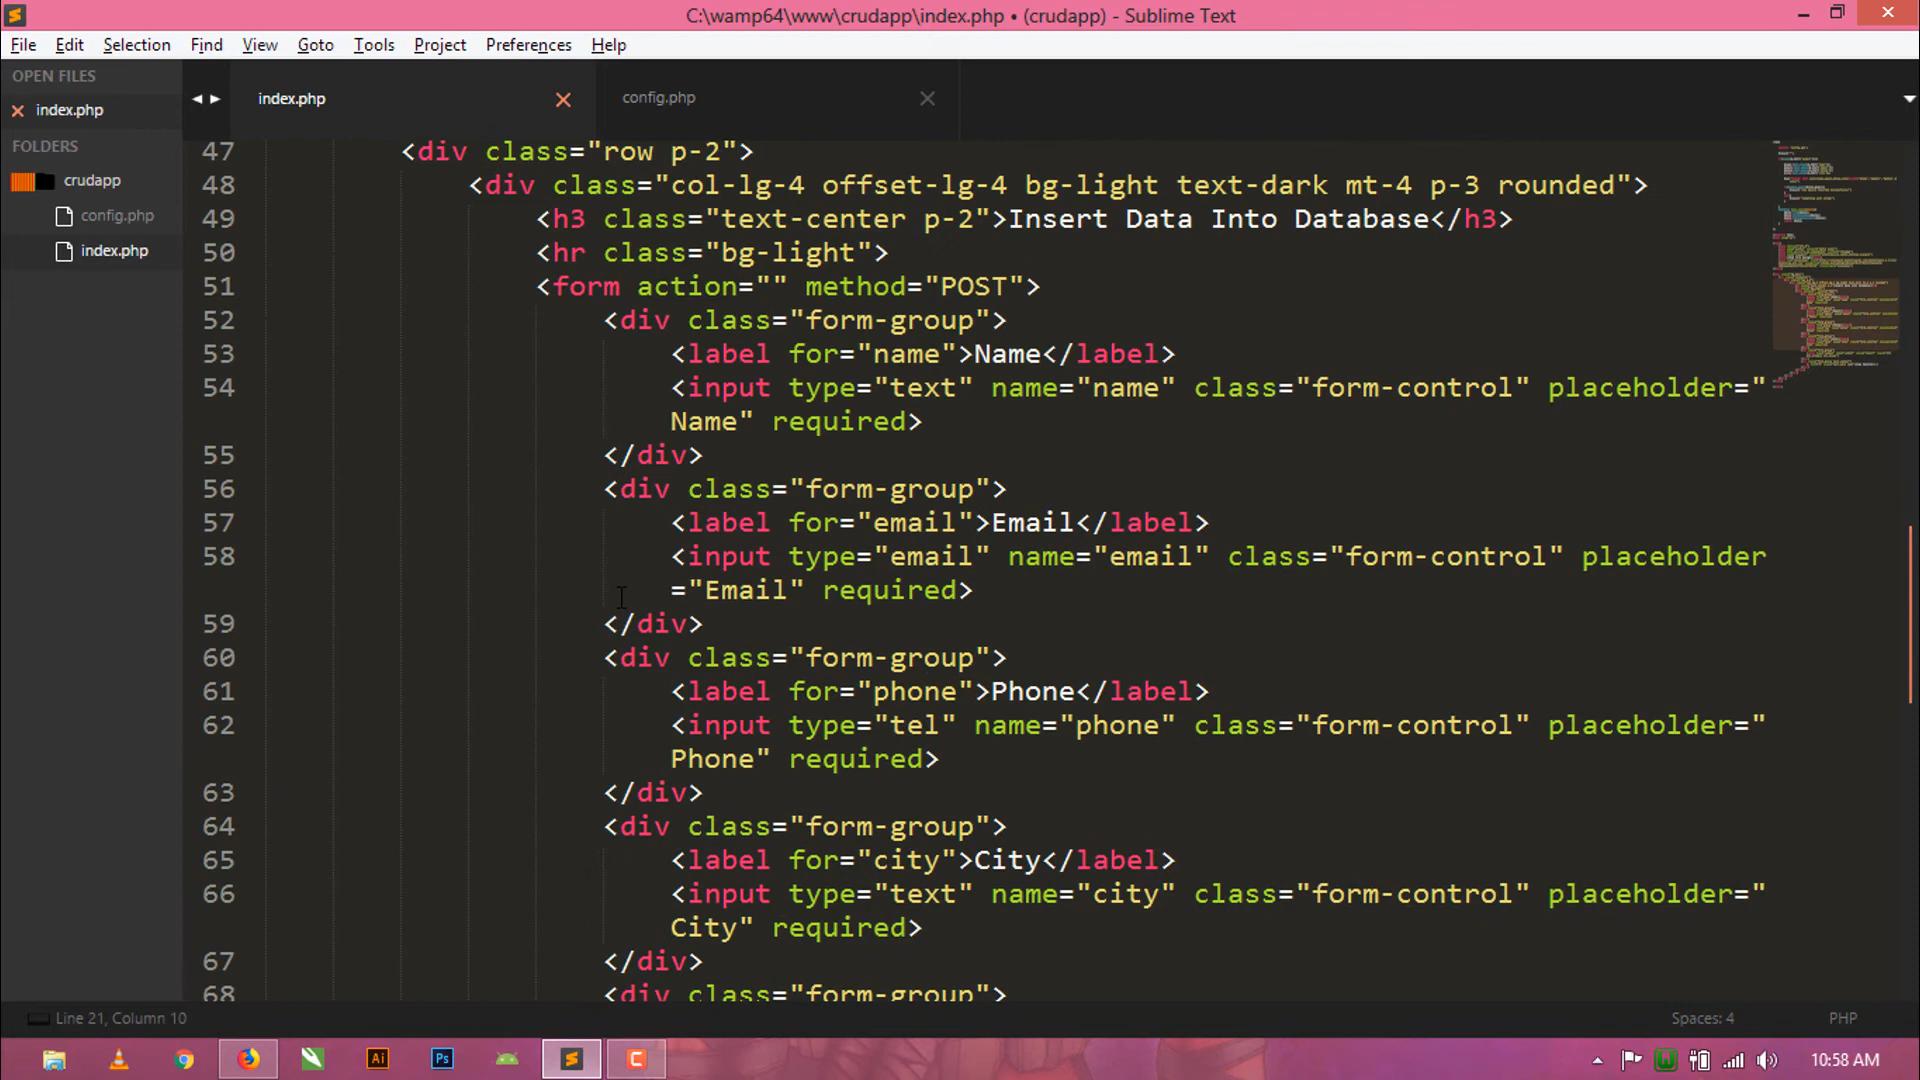 C:\wamp64\www\crudapp\index.php • (crudapp) - Sublime Text
File Edit Selection Find View Goto Tools Project Preferences Help
OPEN FILES
index.php
FOLDERS
crudapp
config.php
index.php
index.php config.php
47 <div class="row p-2">
48 <div class="col-lg-4 offset-lg-4 bg-light text-dark mt-4 p-3 rounded">
49 <h3 class="text-center p-2">Insert Data Into Database</h3>
50 <hr class="bg-light">
51 <form action="" method="POST">
52 <div class="form-group">
53 <label for="name">Name</label>
54 <input type="text" name="name" class="form-control" placeholder="
Name" required>
55 </div>
56 <div class="form-group">
57 <label for="email">Email</label>
58 <input type="email" name="email" class="form-control" placeholder
="Email" required>
59 </div>
60 <div class="form-group">
61 <label for="phone">Phone</label>
62 <input type="tel" name="phone" class="form-control" placeholder="
Phone" required>
63 </div>
64 <div class="form-group">
65 <label for="city">City</label>
66 <input type="text" name="city" class="form-control" placeholder="
City" required>
67 </div>
68 <div class="form-group">
Line 21, Column 10
Spaces: 4 PHP
Ai Ps
10:58 AM